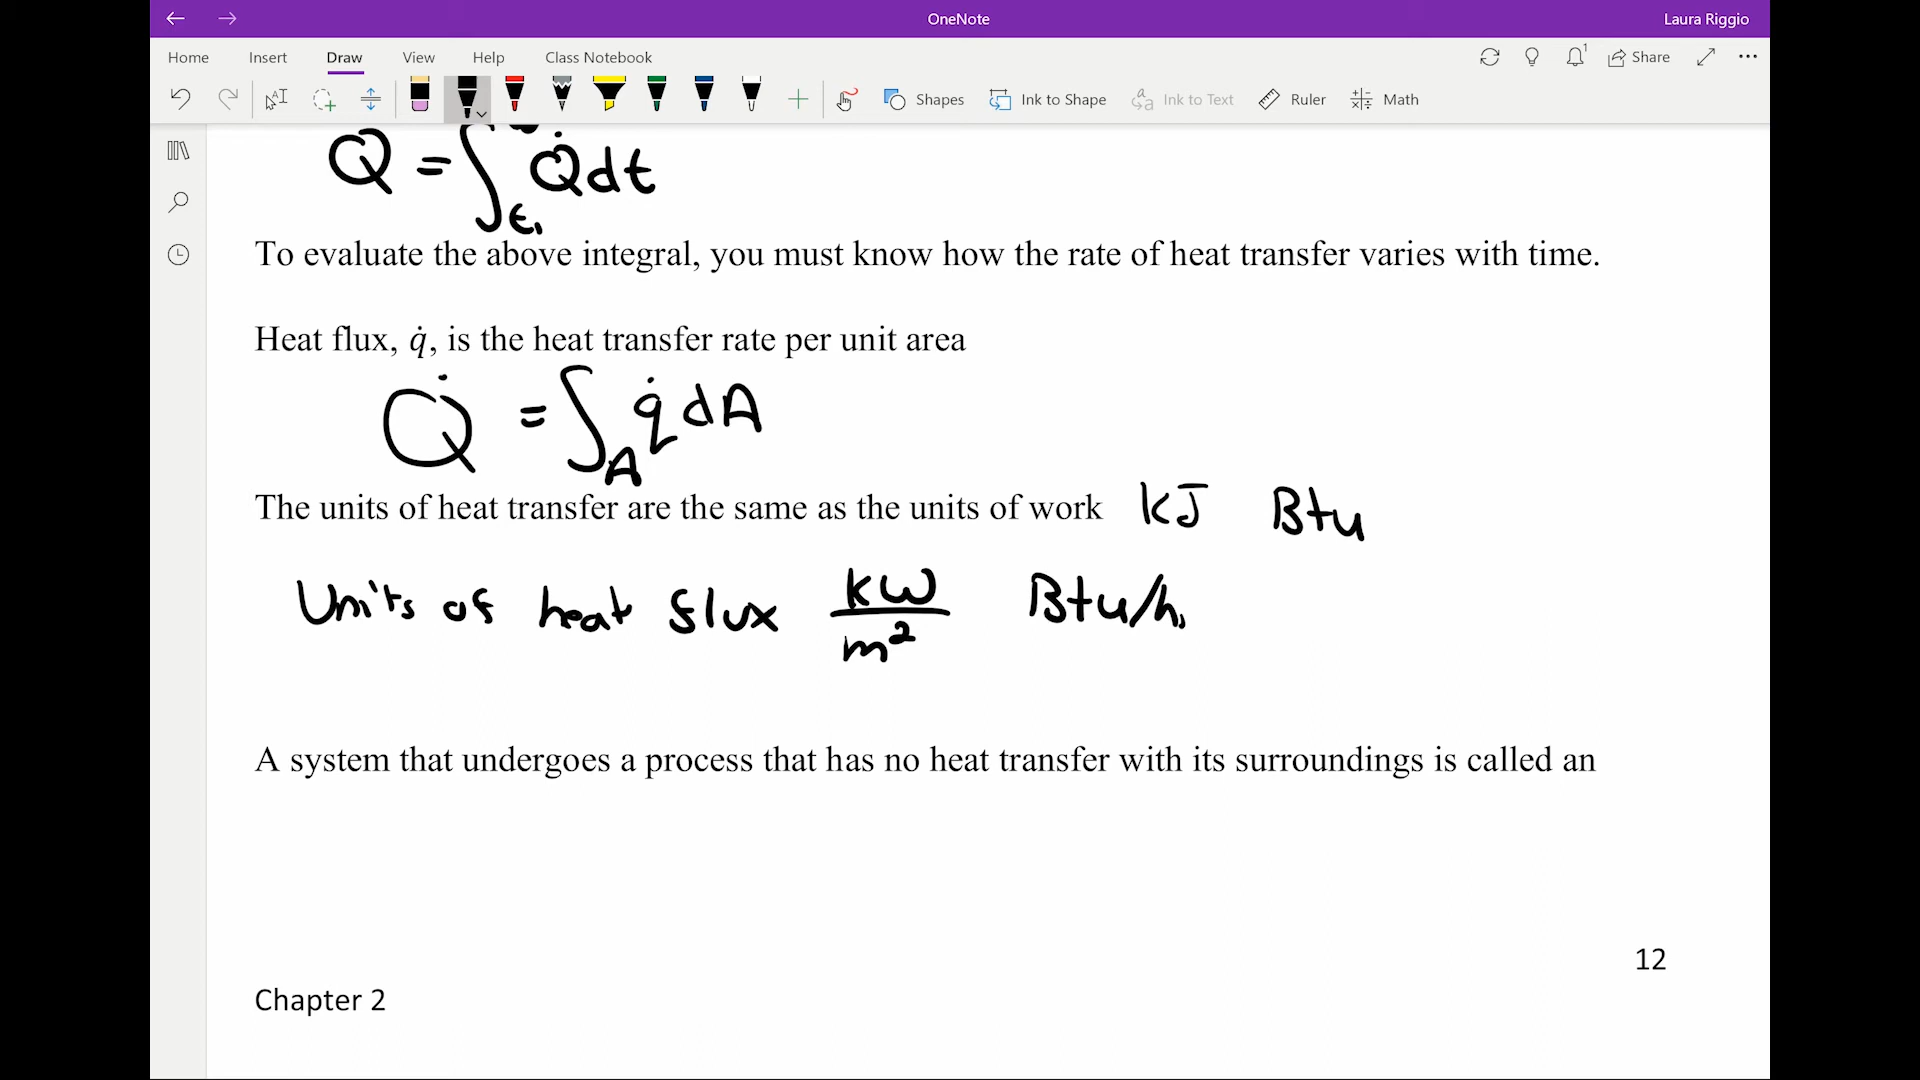 OneNote
Laura Riggio
Home Insert Draw View Help Class Notebook
1 Share
Shapes Ink to Shape Ink to Text Ruler Math
Q = ∫t₁ Q̇dt
To evaluate the above integral, you must know how the rate of heat transfer varies with time.
Heat flux, q̇, is the heat transfer rate per unit area
Q̇ = ∫A q̇ dA
The units of heat transfer are the same as the units of work kJ Btu
Units of heat flux kW/m² Btu/h
A system that undergoes a process that has no heat transfer with its surroundings is called an
12
Chapter 2